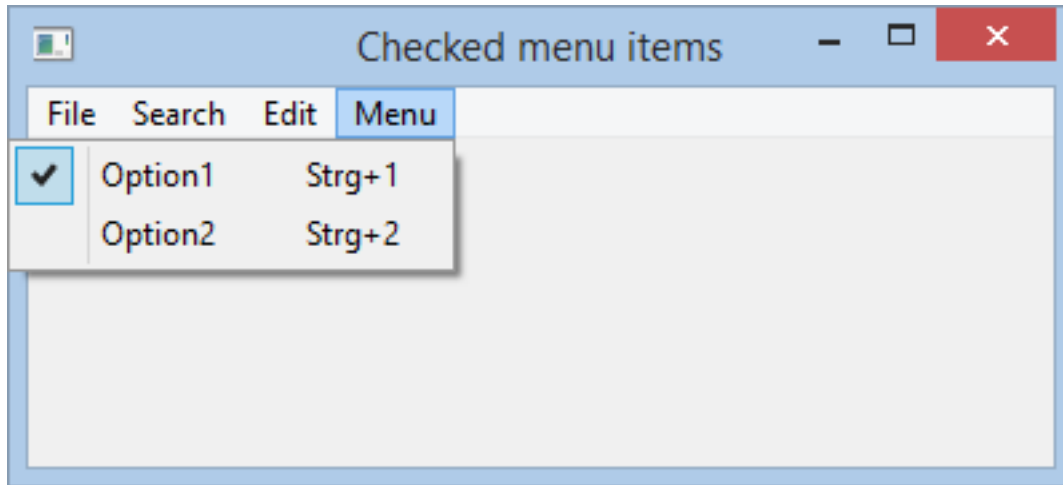 Checked menu items
File Search Edit Menu
Option1 Strg+1
Option2 Strg+2